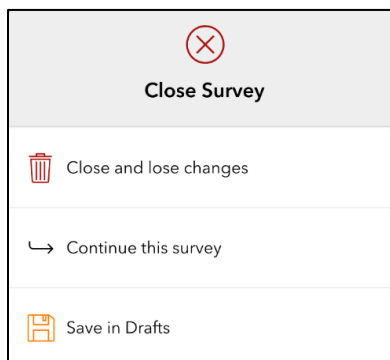 Close Survey
Close and lose changes
Continue this survey
Save in Drafts